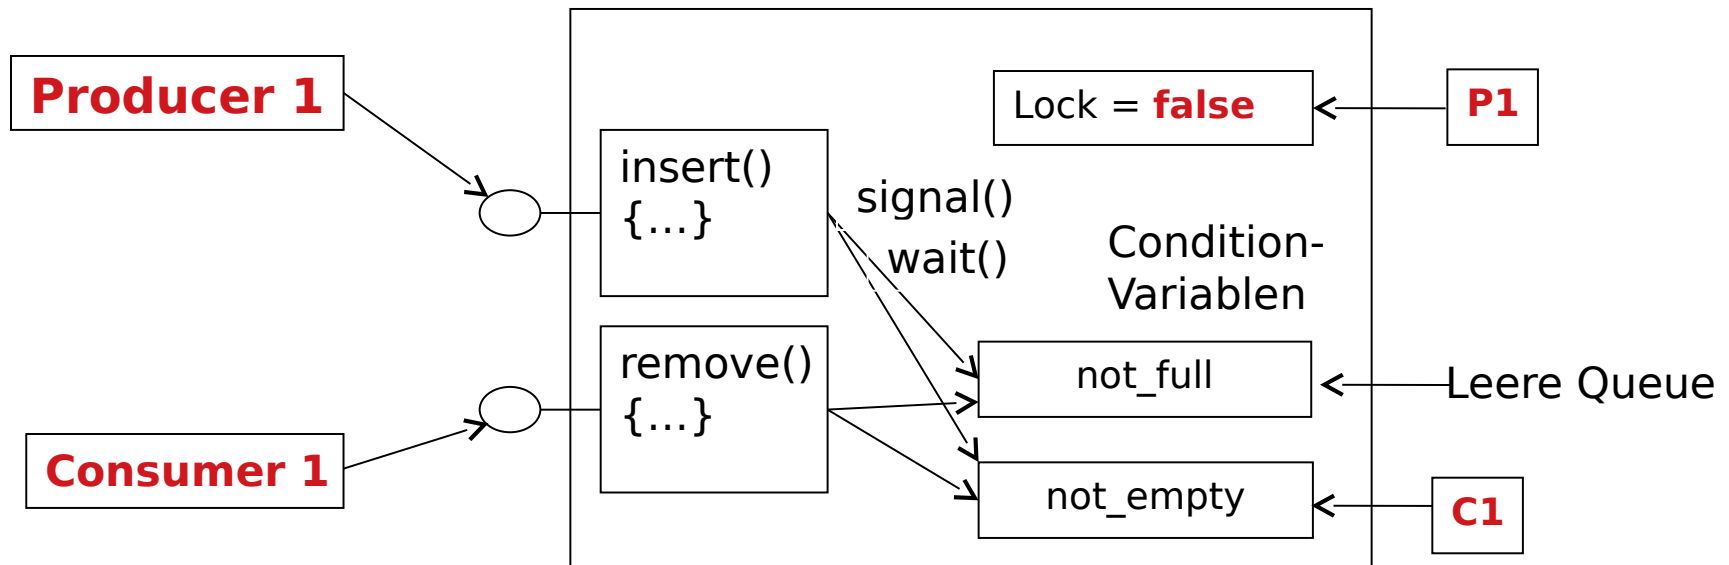 Producer 1
Lock = false
P1
insert()
{...}
signal()
wait()
Condition-
Variablen
remove()
{...}
not_full
Leere Queue
Consumer 1
not_empty
C1